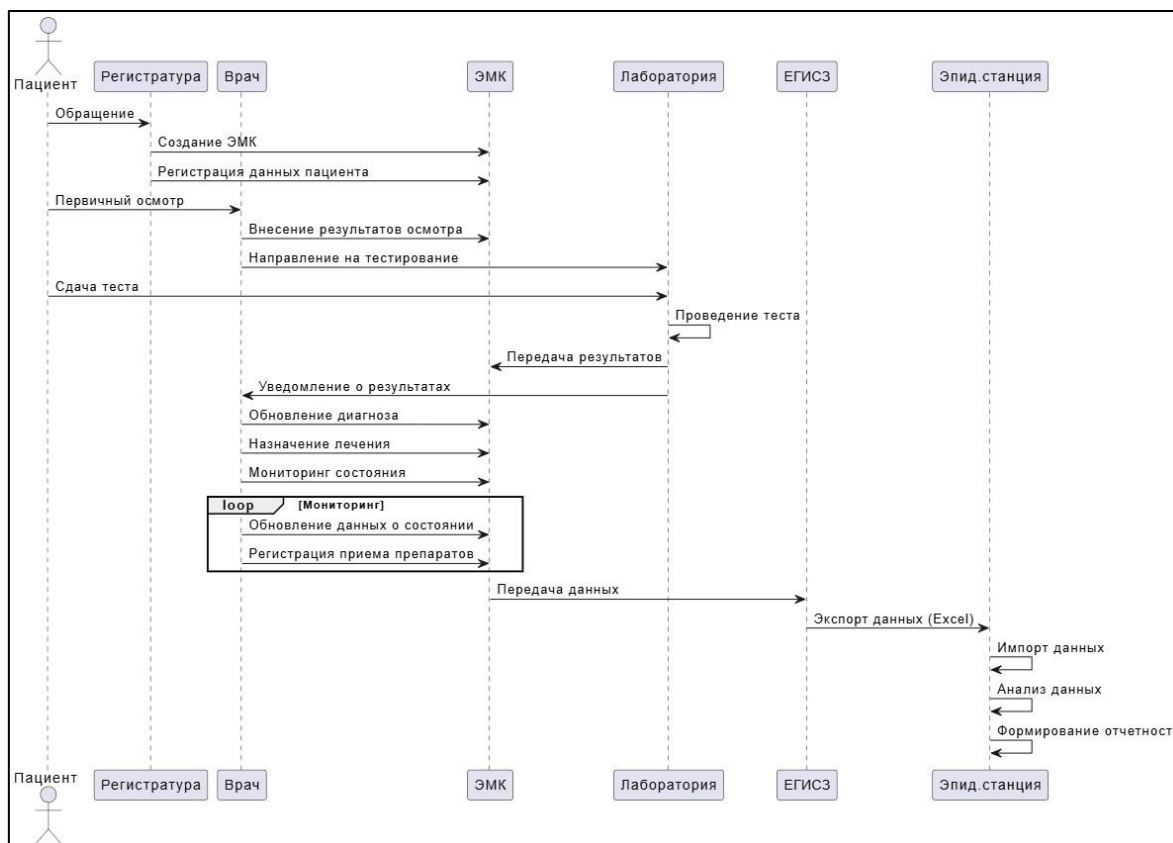 Пациент
Регистратура
Врач
ЭМК
Лаборатория
ЕГИСЗ
Эпид.станция
Обращение
Создание ЭМК
Регистрация данных пациента
Первичный осмотр
Внесение результатов осмотра
Направление на тестирование
Сдача теста
Проведение теста
Передача результатов
Уведомление о результатах
Обновление диагноза
Назначение лечения
Мониторинг состояния
loop [Мониторинг]
Обновление данных о состоянии
Регистрация приема препаратов
Передача данных
Экспорт данных (Excel)
Импорт данных
Анализ данных
Формирование отчетност
Пациент
Регистратура
Врач
ЭМК
Лаборатория
ЕГИСЗ
Эпид.станция